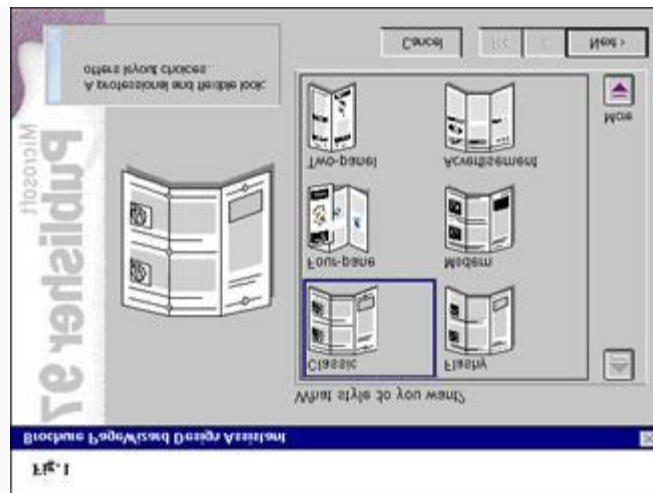 Fig. 1
Brochure PageWizard Design Assistant
Microsoft
Publisher 97
What style do you want?
Classic
Flashy
Four-pane
Modern
Two-panel
Advertisement
More
A professional and flexible look;
offers layout choices.
Cancel
Next >